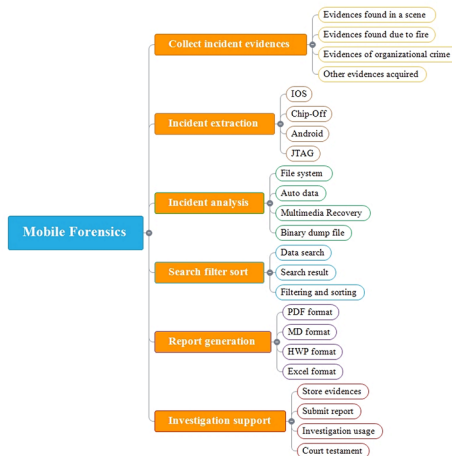 Mobile Forensics
Collect incident evidences
Evidences found in a scene
Evidences found due to fire
Evidences of organizational crime
Other evidences acquired
Incident extraction
IOS
Chip-Off
Android
JTAG
Incident analysis
File system
Auto data
Multimedia Recovery
Binary dump file
Search filter sort
Data search
Search result
Filtering and sorting
Report generation
PDF format
MD format
HWP format
Excel format
Investigation support
Store evidences
Submit report
Investigation usage
Court testament